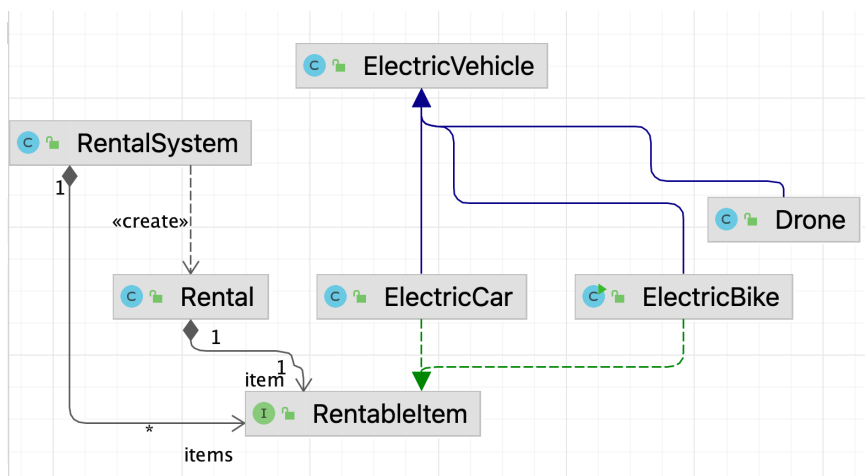 C ElectricVehicle
C RentalSystem
1
«create»
C Drone
C Rental
C ElectricCar
C ElectricBike
1
1
item
I RentableItem
*
items